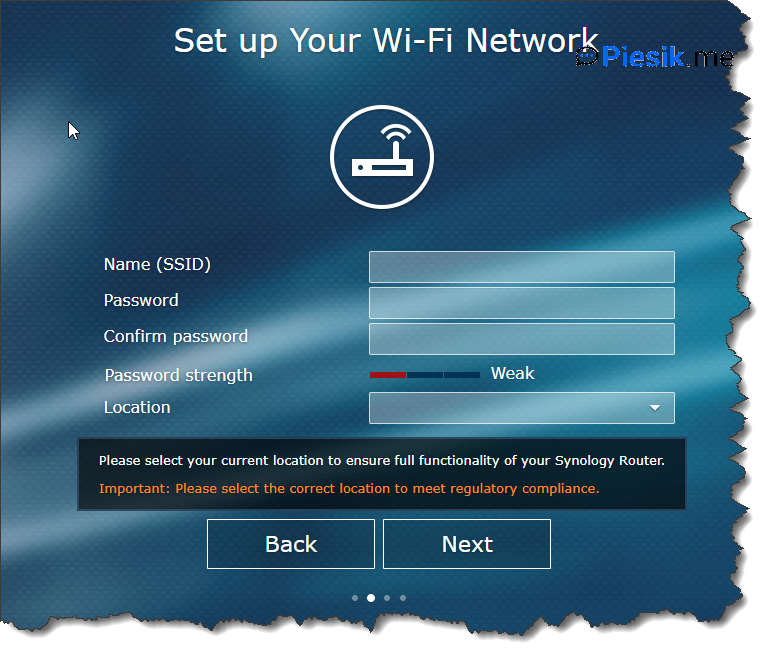 Set up Your Wi-Fi Network
Piesik.me
Name (SSID)
Password
Confirm password
Password strength Weak
Location
Please select your current location to ensure full functionality of your Synology Router.
Important: Please select the correct location to meet regulatory compliance.
Back Next